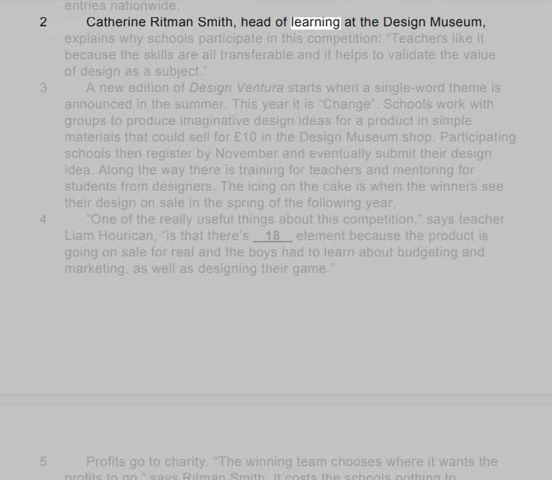 entries nationwide.
2 Catherine Ritman Smith, head of learning at the Design Museum,
explains why schools participate in this competition: “Teachers like it
because the skills are all transferable and it helps to validate the value
of design as a subject.”
3 A new edition of Design Ventura starts when a single-word theme is
announced in the summer. This year it is “Change”. Schools work with
groups to produce imaginative design ideas for a product in simple
materials that could sell for £10 in the Design Museum shop. Participating
schools then register by November and eventually submit their design
idea. Along the way there is training for teachers and mentoring for
students from designers. The icing on the cake is when the winners see
their design on sale in the spring of the following year.
4 “One of the really useful things about this competition,” says teacher
Liam Hourican, “is that there’s 18 element because the product is
going on sale for real and the boys had to learn about budgeting and
marketing, as well as designing their game.”
5 Profits go to charity. “The winning team chooses where it wants the
profits to go,” says Ritman Smith. It costs the schools nothing to